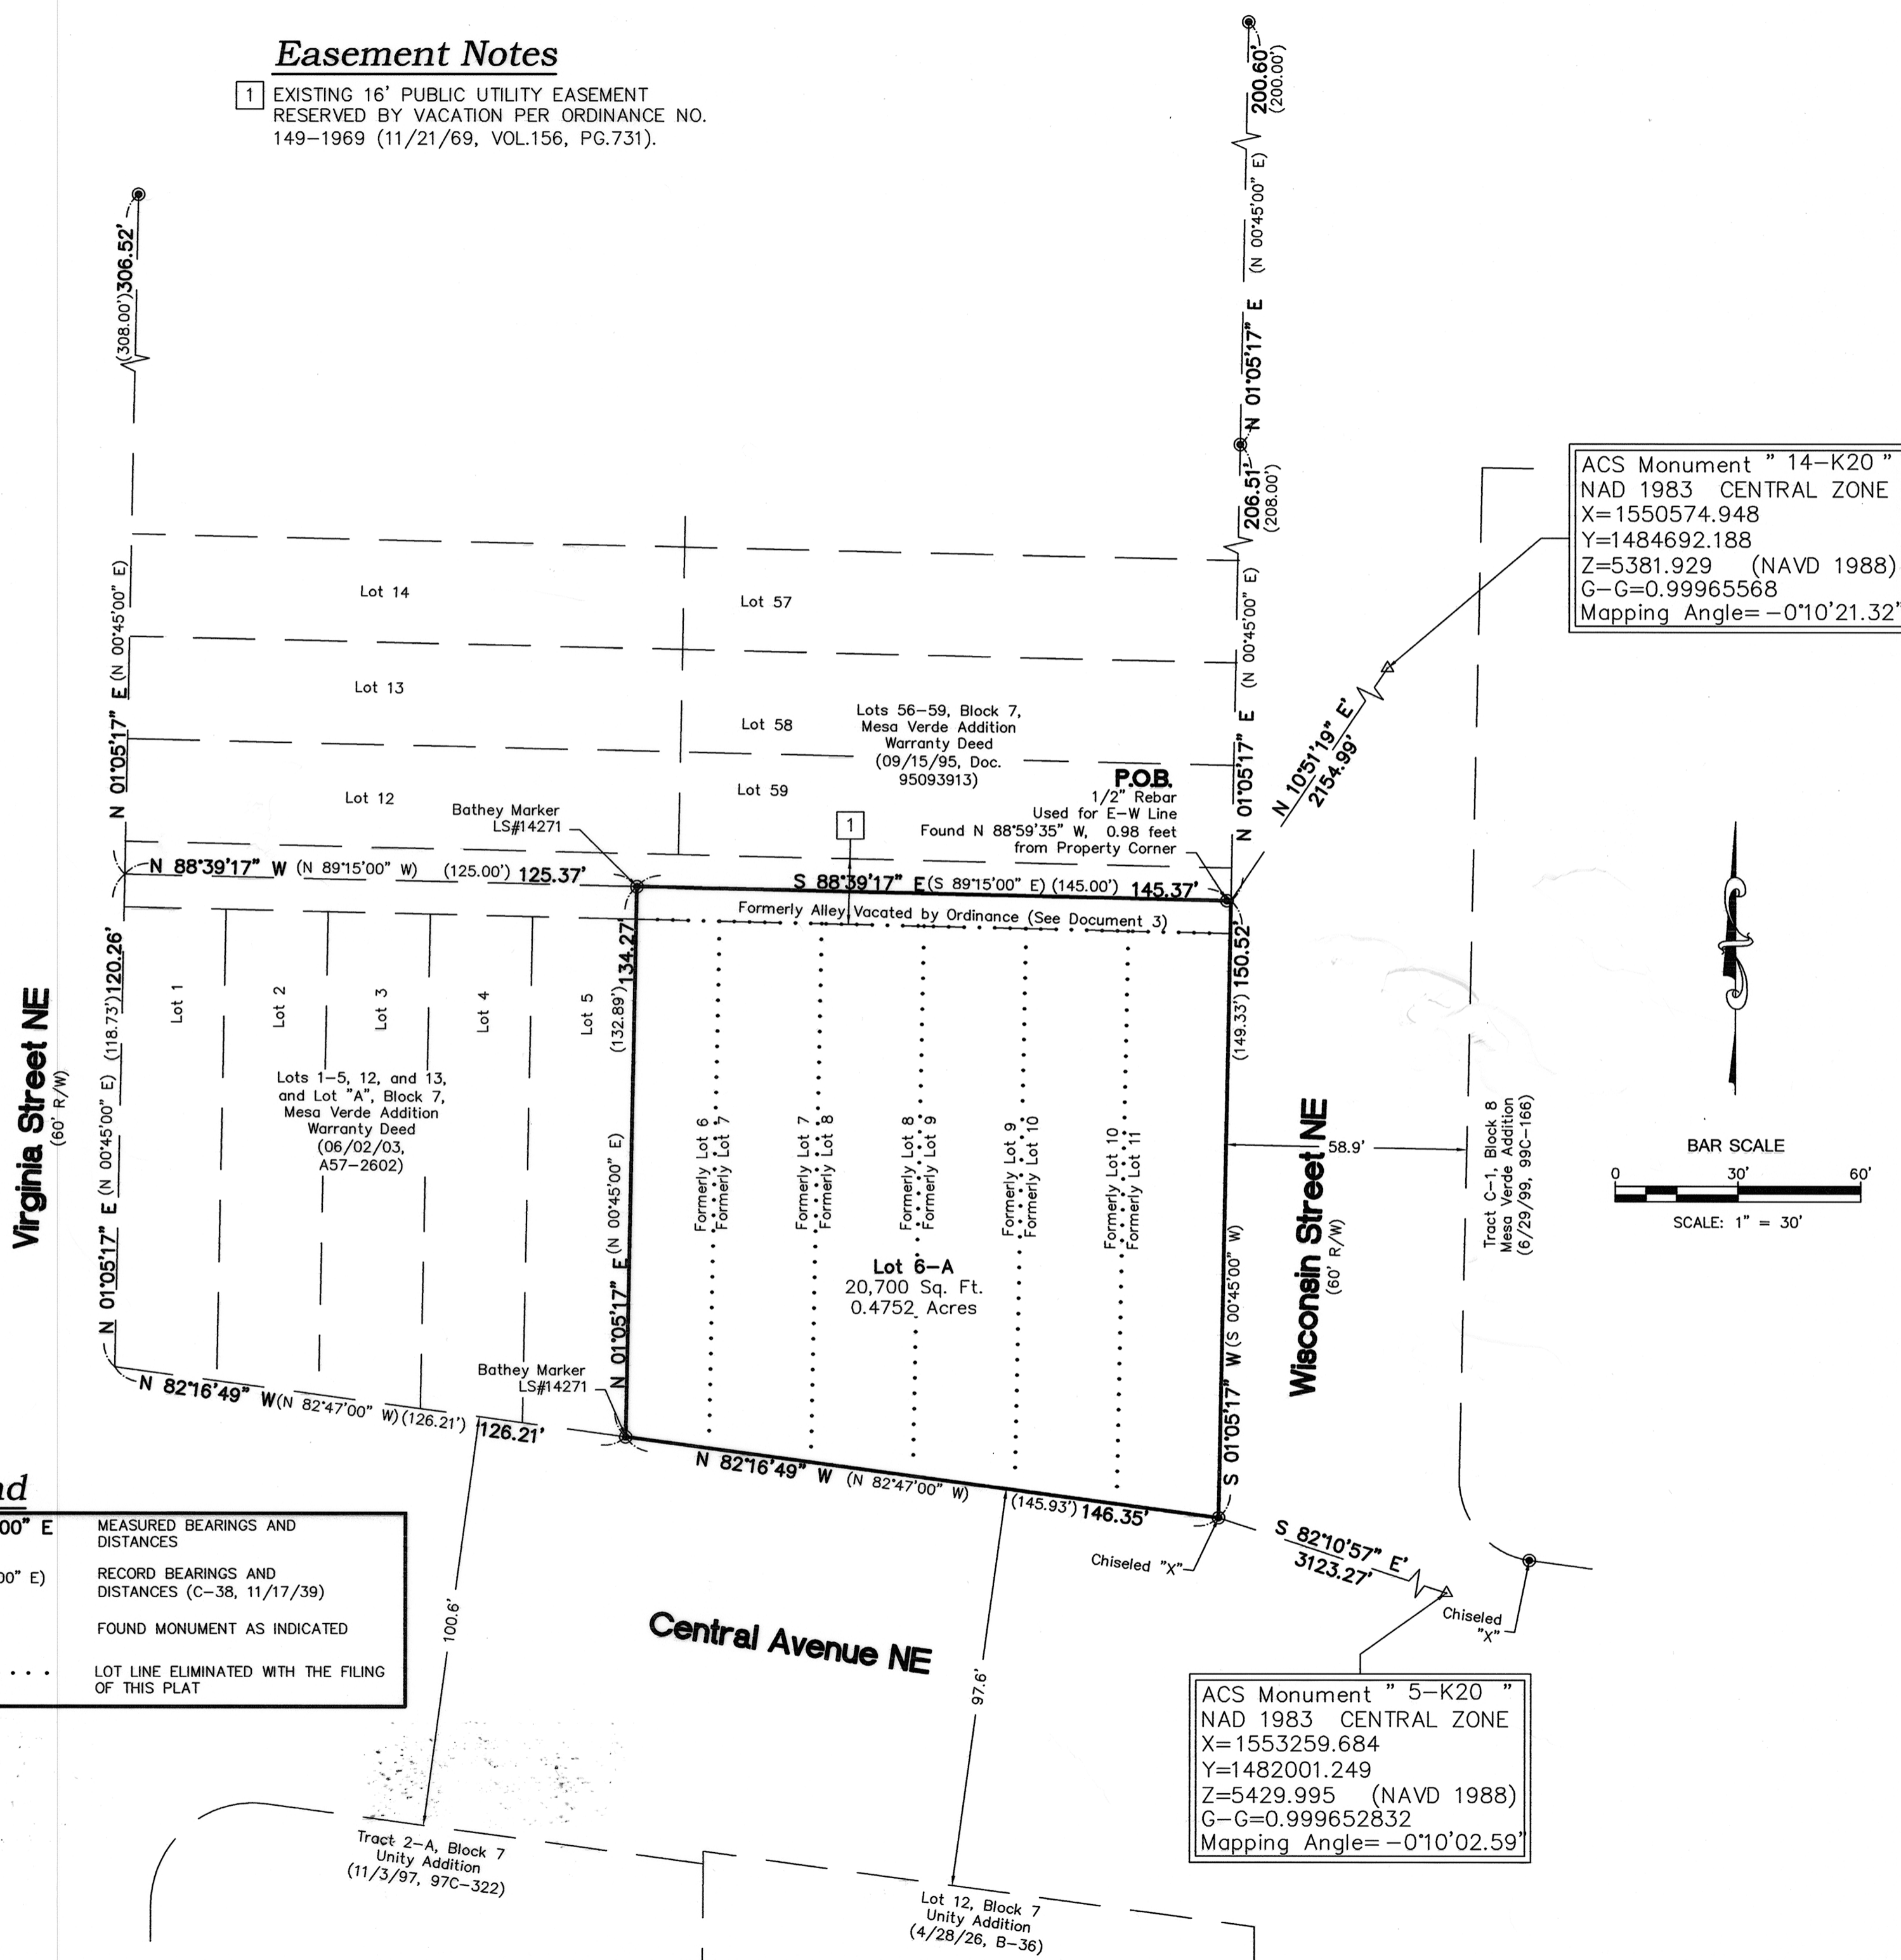 Easement Notes
1 EXISTING 16' PUBLIC UTILITY EASEMENT
RESERVED BY VACATION PER ORDINANCE NO.
149-1969 (11/21/69, VOL.156, PG.731).
200.60'
(200.00')
N 01°05'17" E
(N 00°45'00" E)
206.51'
(208.00')
N 01°05'17" E
(N 00°45'00" E)
(308.00') 306.52'
N 01°05'17" E (N 00°45'00" E)
ACS Monument " 14-K20 "
NAD 1983 CENTRAL ZONE
X=1550574.948
Y=1484692.188
Z=5381.929 (NAVD 1988)
G-G=0.99965568
Mapping Angle= -0°10'21.32"
N 10°51'19" E'
2154.99'
Lot 14
Lot 57
Lot 13
Lot 58
Lot 12
Lot 59
Lots 56-59, Block 7,
Mesa Verde Addition
Warranty Deed
(09/15/95, Doc.
95093913)
P.O.B.
1/2" Rebar
Used for E-W Line
Found N 88°59'35" W, 0.98 feet
from Property Corner
Bathey Marker
LS#14271
1
N 88°39'17" W (N 89°15'00" W) (125.00') 125.37'
S 88°39'17" E (S 89°15'00" E) (145.00') 145.37'
Formerly Alley Vacated by Ordinance (See Document 3)
Virginia Street NE
(60' R/W)
N 01°05'17" E (N 00°45'00" E) (118.73') 120.26'
Lot 1
Lot 2
Lot 3
Lot 4
Lot 5
Lots 1-5, 12, and 13,
and Lot "A", Block 7,
Mesa Verde Addition
Warranty Deed
(06/02/03,
A57-2602)
N 01°05'17" E (N 00°45'00" E) (132.89') 134.27'
Formerly Lot 6
Formerly Lot 7
Formerly Lot 7
Formerly Lot 8
Formerly Lot 8
Formerly Lot 9
Formerly Lot 9
Formerly Lot 10
Formerly Lot 10
Formerly Lot 11
Lot 6-A
20,700 Sq. Ft.
0.4752 Acres
S 01°05'17" W (S 00°45'00" W) (149.33') 150.52'
Wisconsin Street NE
(60' R/W)
58.9'
Tract C-1, Block 8
Mesa Verde Addition
(6/29/99, 99C-166)
BAR SCALE
0 30' 60'
SCALE: 1" = 30'
Bathey Marker
LS#14271
N 82°16'49" W (N 82°47'00" W) (126.21') 126.21'
N 82°16'49" W (N 82°47'00" W) (145.93') 146.35'
Chiseled "X"
S 82°10'57" E'
3123.27'
Chiseled
"X"
nd
00" E MEASURED BEARINGS AND
DISTANCES
00" E) RECORD BEARINGS AND
DISTANCES (C-38, 11/17/39)
FOUND MONUMENT AS INDICATED
LOT LINE ELIMINATED WITH THE FILING
OF THIS PLAT
100.6'
Central Avenue NE
97.6'
ACS Monument " 5-K20 "
NAD 1983 CENTRAL ZONE
X=1553259.684
Y=1482001.249
Z=5429.995 (NAVD 1988)
G-G=0.999652832
Mapping Angle= -0°10'02.59"
Tract 2-A, Block 7
Unity Addition
(11/3/97, 97C-322)
Lot 12, Block 7
Unity Addition
(4/28/26, B-36)